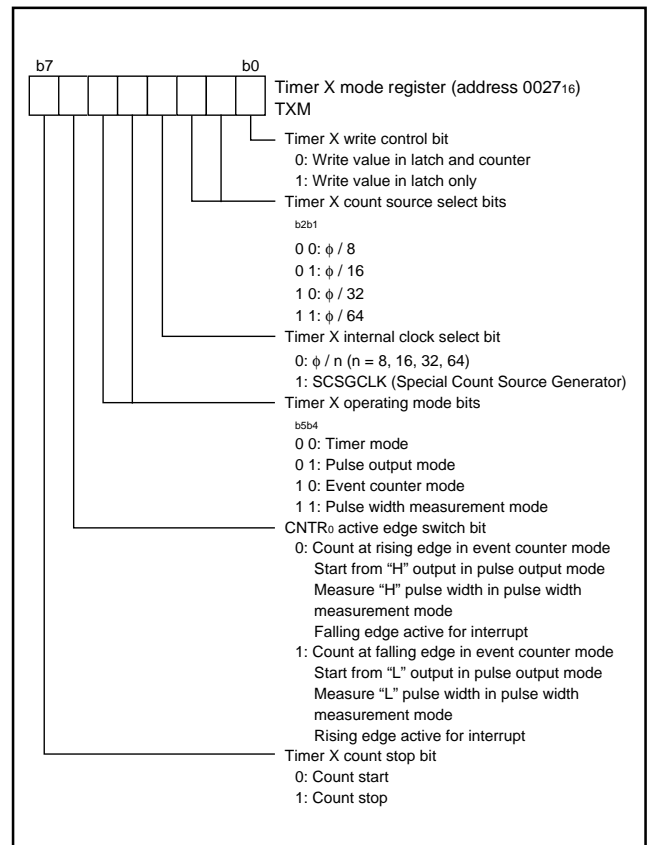 b7 b0
Timer X mode register (address 0027₁₆)
TXM
Timer X write control bit
0: Write value in latch and counter
1: Write value in latch only
Timer X count source select bits
b2b1
0 0: ϕ / 8
0 1: ϕ / 16
1 0: ϕ / 32
1 1: ϕ / 64
Timer X internal clock select bit
0: ϕ / n (n = 8, 16, 32, 64)
1: SCSGCLK (Special Count Source Generator)
Timer X operating mode bits
b5b4
0 0: Timer mode
0 1: Pulse output mode
1 0: Event counter mode
1 1: Pulse width measurement mode
CNTR₀ active edge switch bit
0: Count at rising edge in event counter mode
Start from “H” output in pulse output mode
Measure “H” pulse width in pulse width
measurement mode
Falling edge active for interrupt
1: Count at falling edge in event counter mode
Start from “L” output in pulse output mode
Measure “L” pulse width in pulse width
measurement mode
Rising edge active for interrupt
Timer X count stop bit
0: Count start
1: Count stop